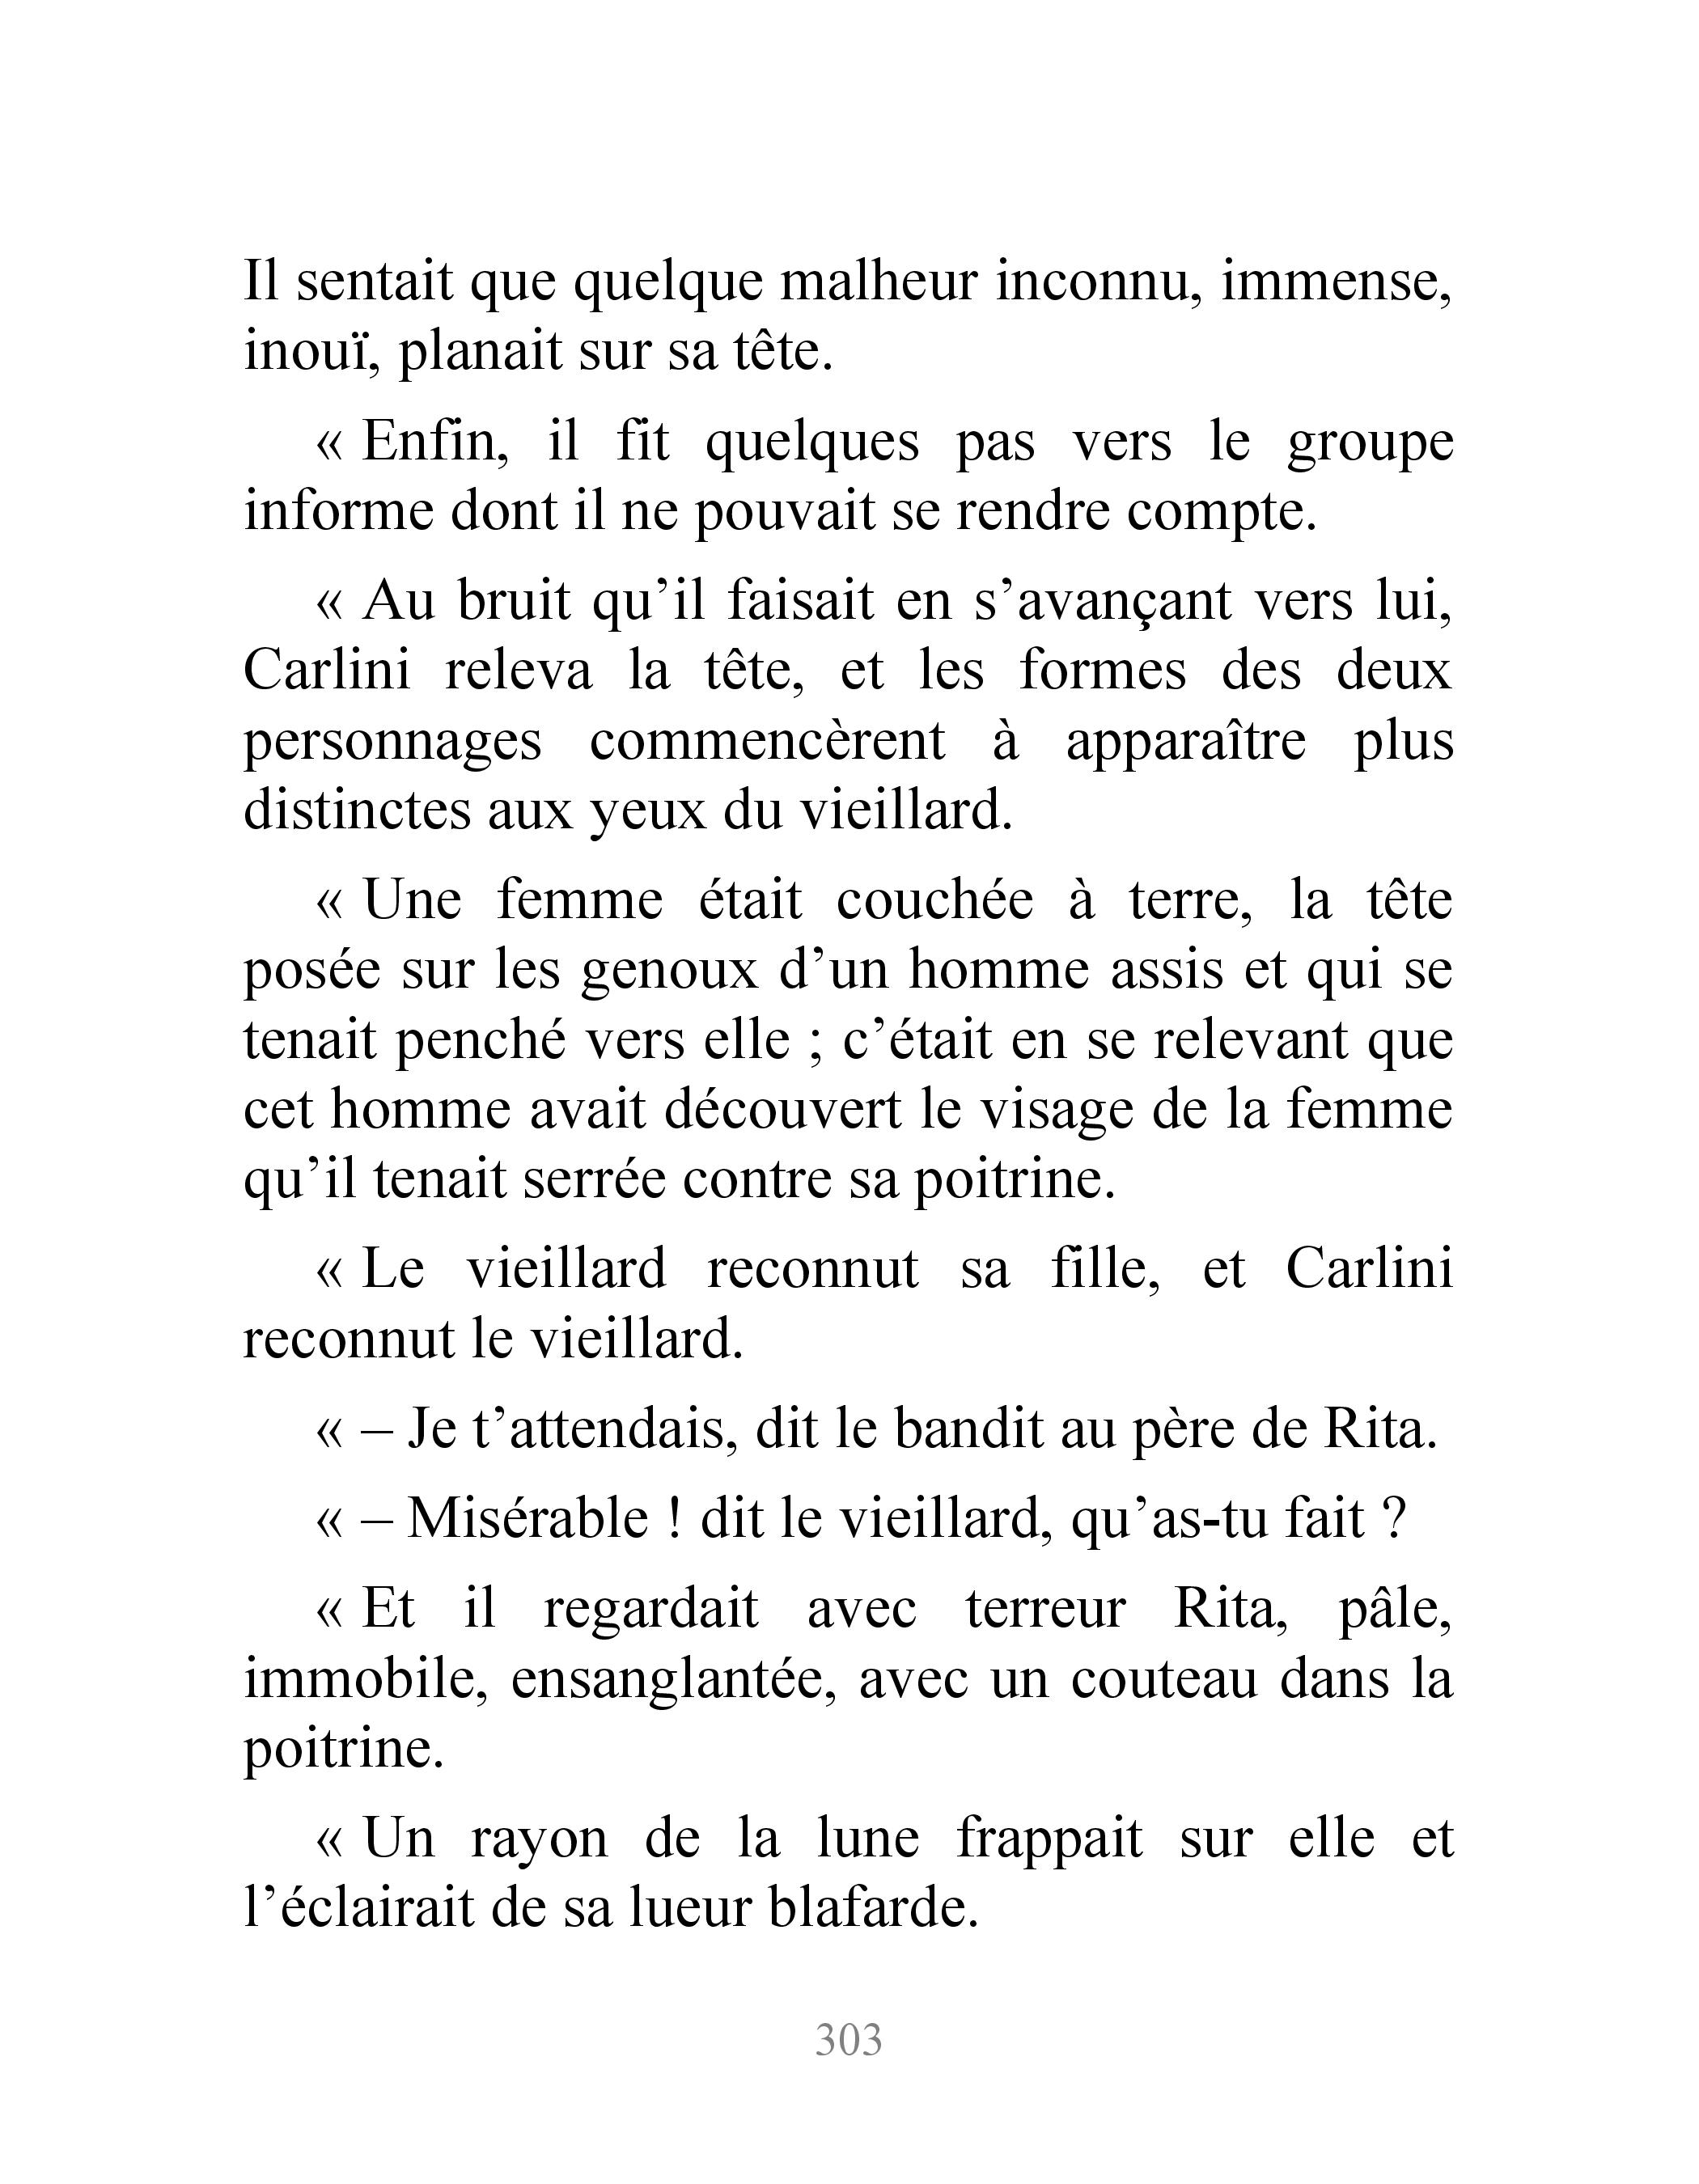 Il sentait que quelque malheur inconnu, immense,
inouï, planait sur sa tête.
« Enfin, il fit quelques pas vers le groupe
informe dont il ne pouvait se rendre compte.
« Au bruit qu’il faisait en s’avançant vers lui,
Carlini releva la tête, et les formes des deux
personnages commencèrent à apparaître plus
distinctes aux yeux du vieillard.
« Une femme était couchée à terre, la tête
posée sur les genoux d’un homme assis et qui se
tenait penché vers elle ; c’était en se relevant que
cet homme avait découvert le visage de la femme
qu’il tenait serrée contre sa poitrine.
« Le vieillard reconnut sa fille, et Carlini
reconnut le vieillard.
« – Je t’attendais, dit le bandit au père de Rita.
« – Misérable ! dit le vieillard, qu’as-tu fait ?
« Et il regardait avec terreur Rita, pâle,
immobile, ensanglantée, avec un couteau dans la
poitrine.
« Un rayon de la lune frappait sur elle et
l’éclairait de sa lueur blafarde.
303